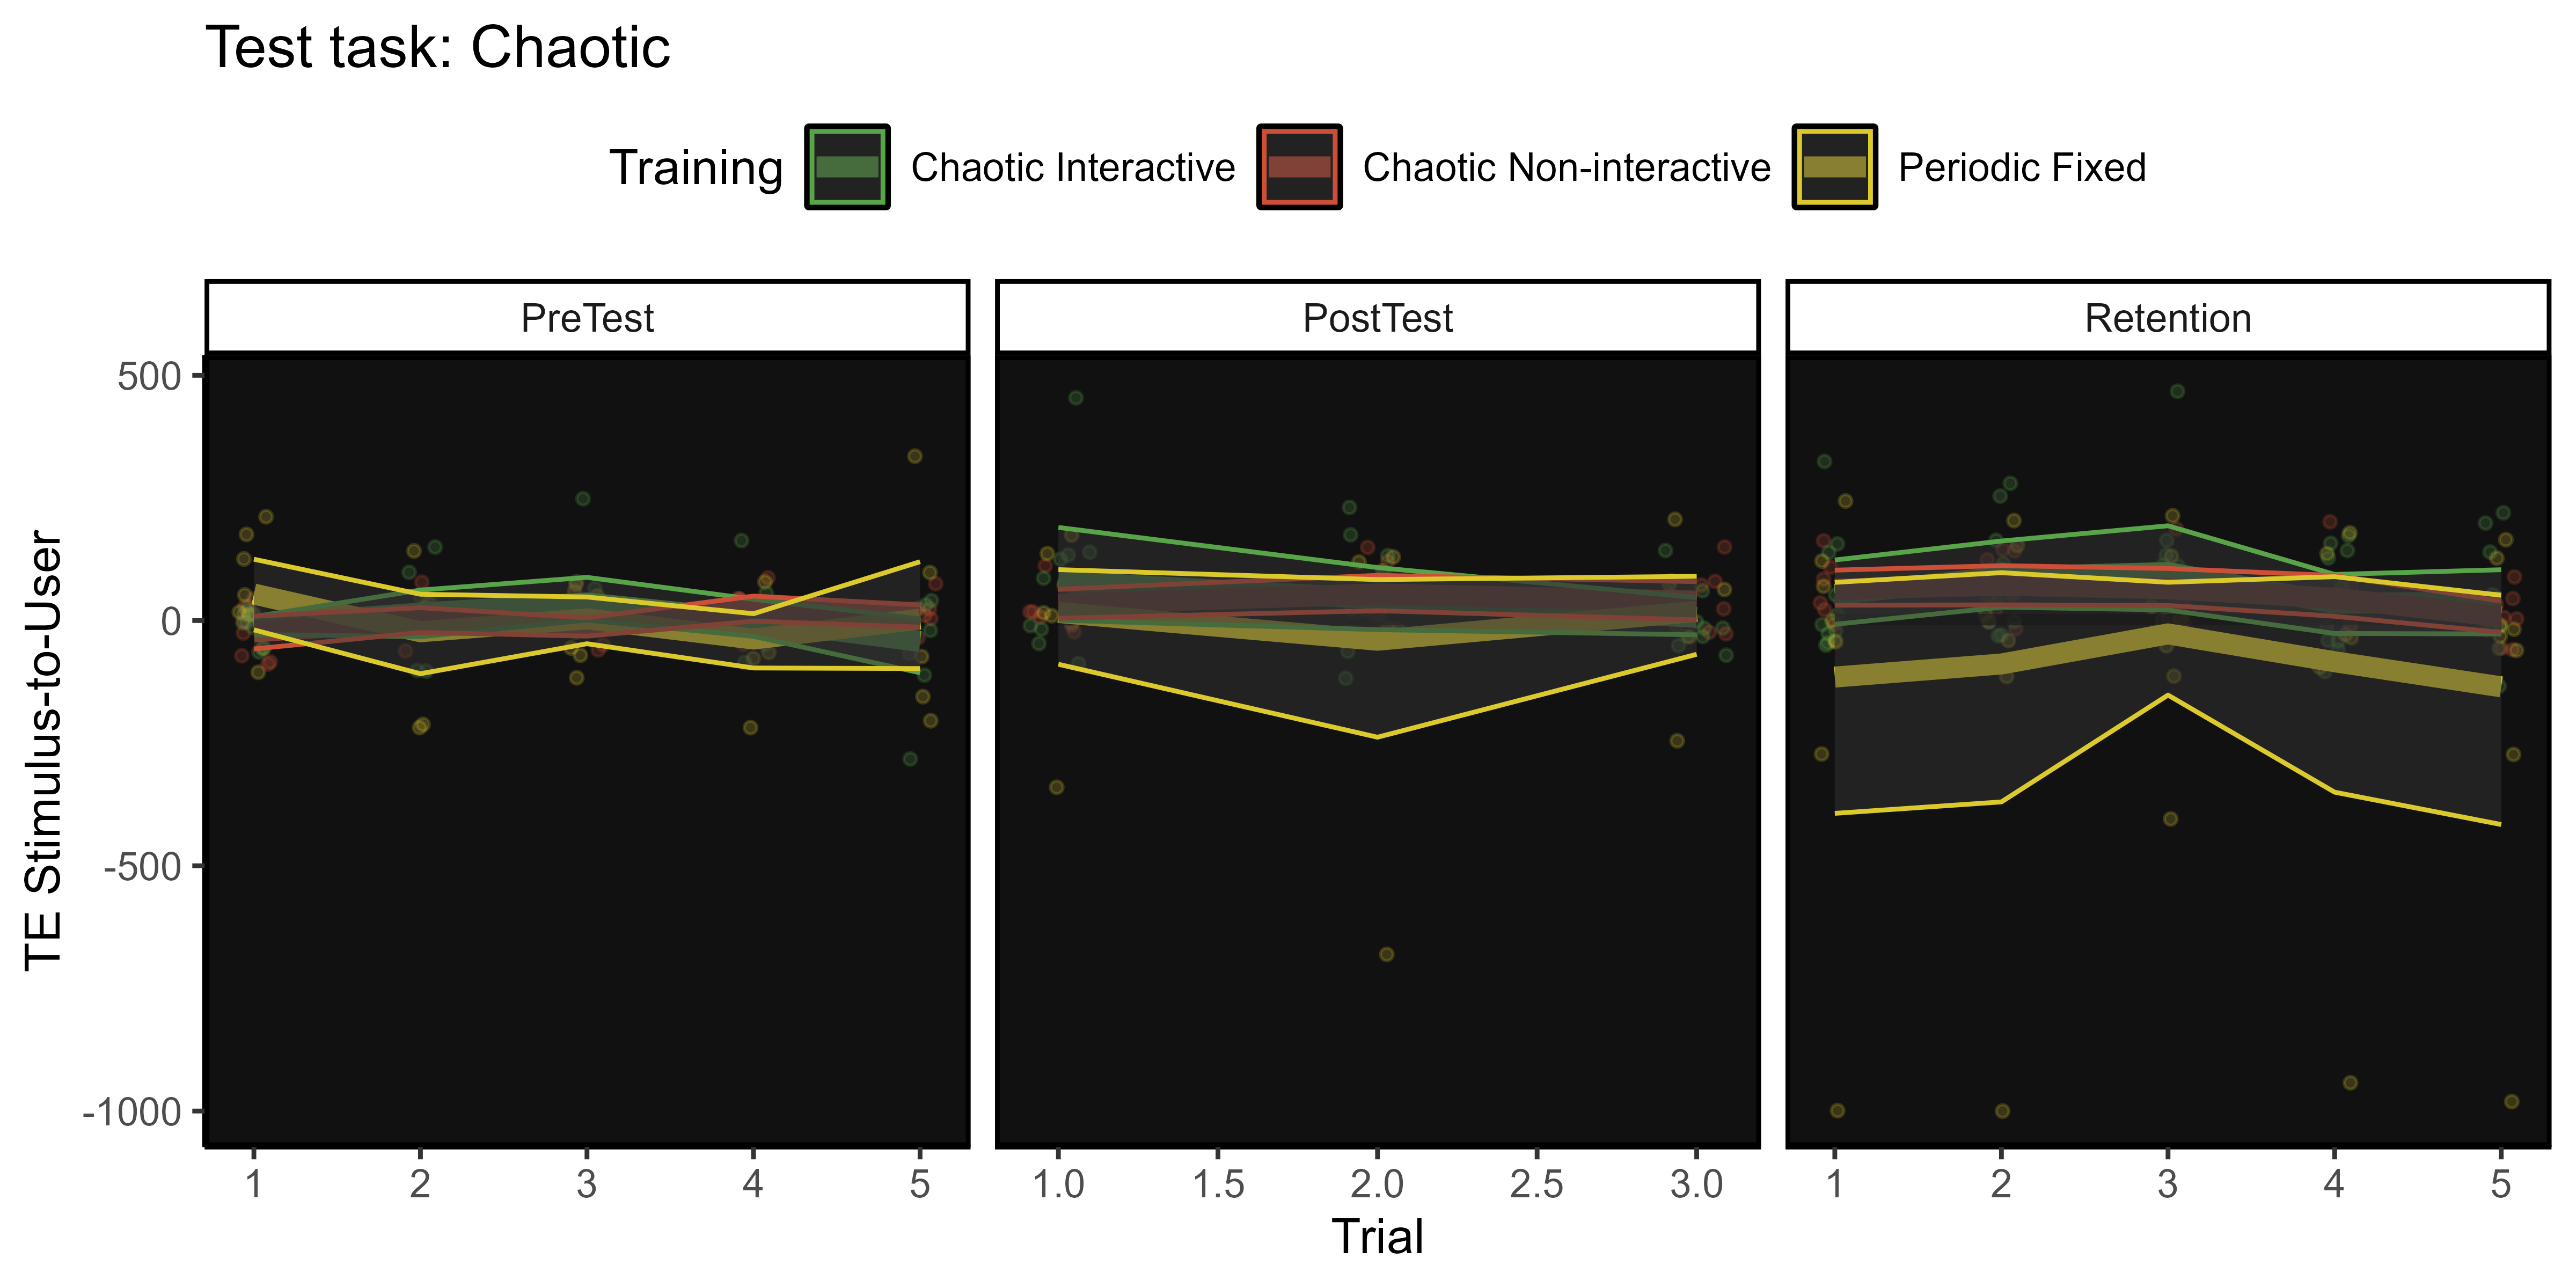 Test task: Chaotic
Training Chaotic Interactive Chaotic Non-interactive Periodic Fixed
PreTest PostTest Retention
500
0
-500
-1000
TE Stimulus-to-User
1 2 3 4 5 1.0 1.5 2.0 2.5 3.0 1 2 3 4 5
Trial